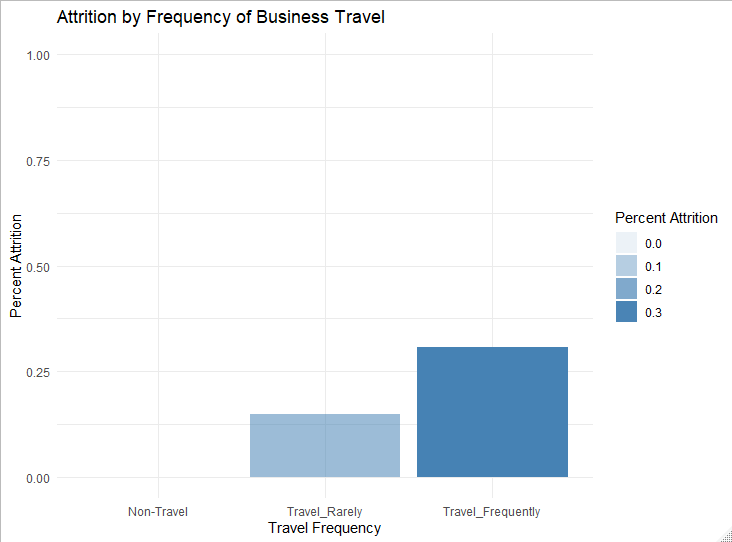 Attrition by Frequency of Business Travel
Percent Attrition
1.00
0.75
0.50
0.25
0.00
Non-Travel
Travel_Rarely
Travel_Frequently
Travel Frequency
Percent Attrition
0.0
0.1
0.2
0.3